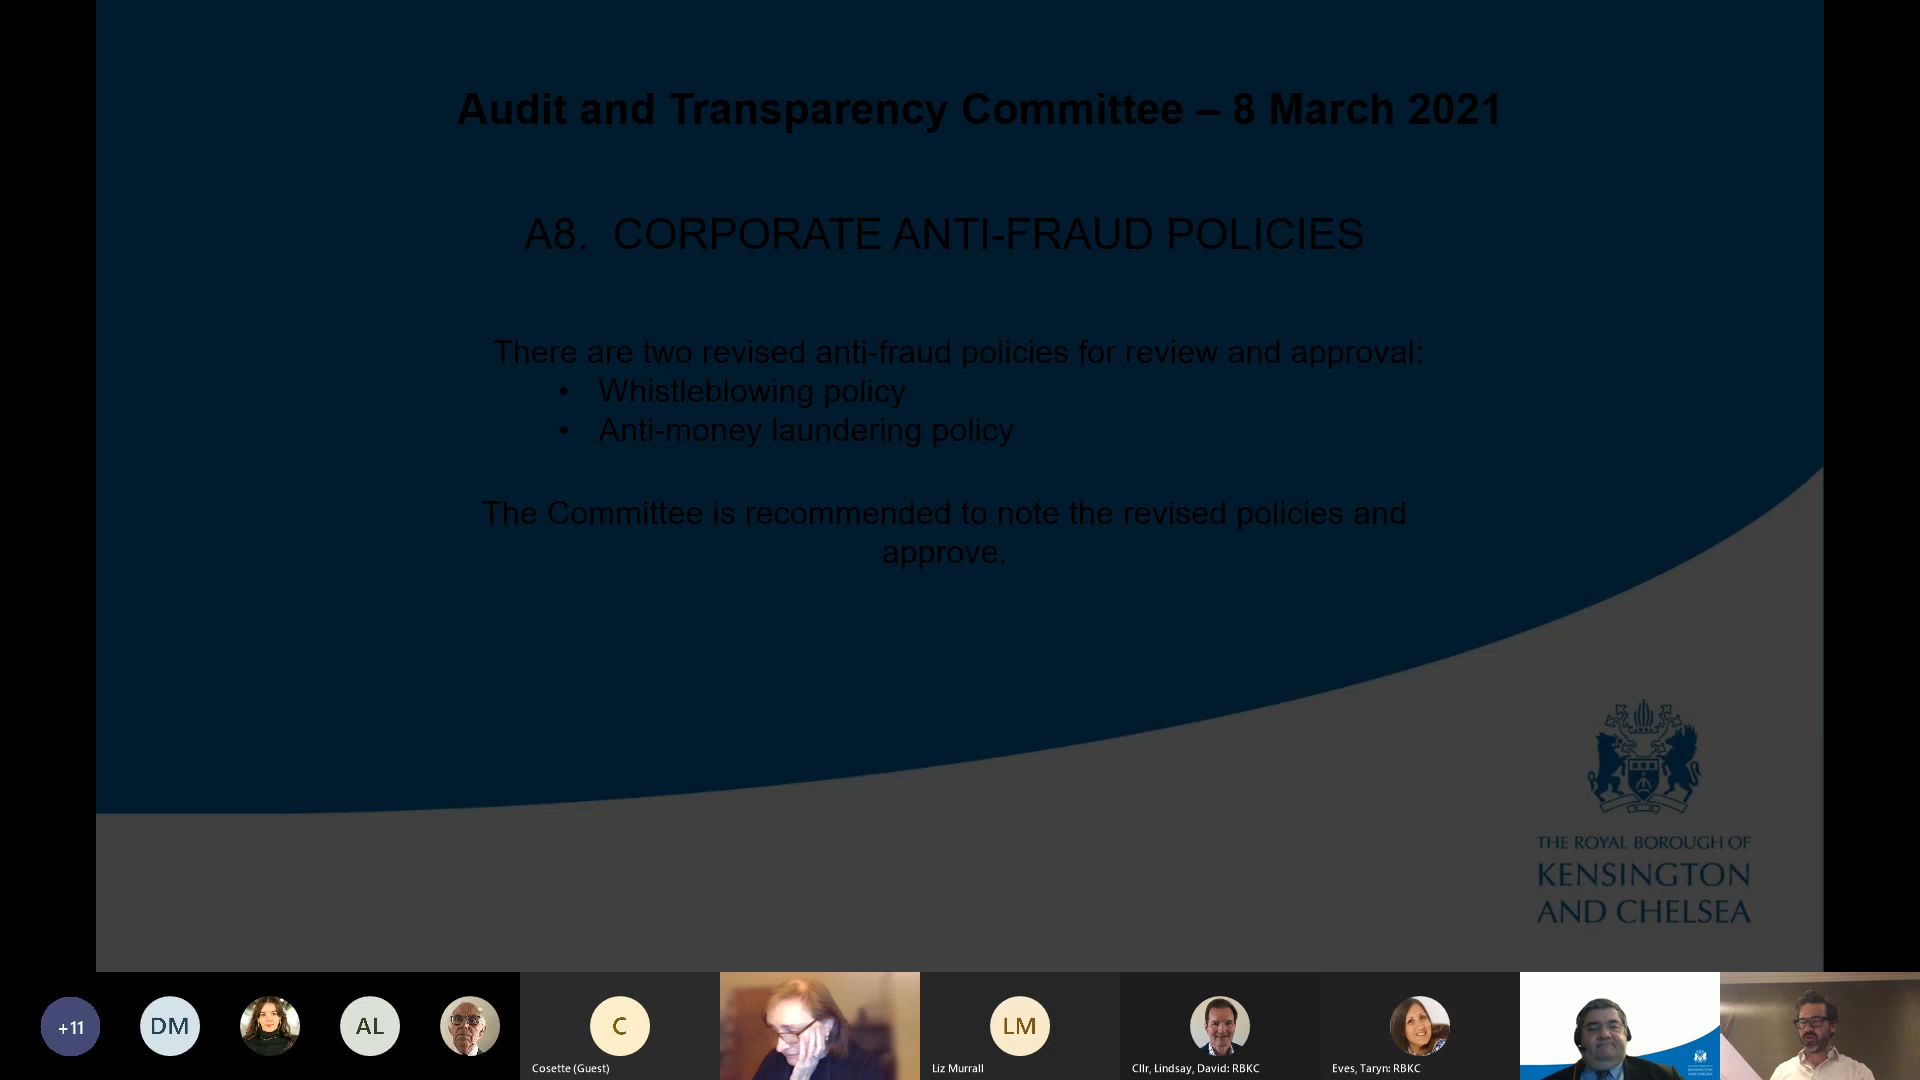 Audit and Transparency Committee – 8 March 2021
A8. CORPORATE ANTI-FRAUD POLICIES
There are two revised anti-fraud policies for review and approval:
• Whistleblowing policy
• Anti-money laundering policy
The Committee is recommended to note the revised policies and
approve.
THE ROYAL BOROUGH OF
KENSINGTON
AND CHELSEA
+11
DM
AL
C
LM
Cosette (Guest)
Liz Murrall
Cllr, Lindsay, David: RBKC
Eves, Taryn: RBKC